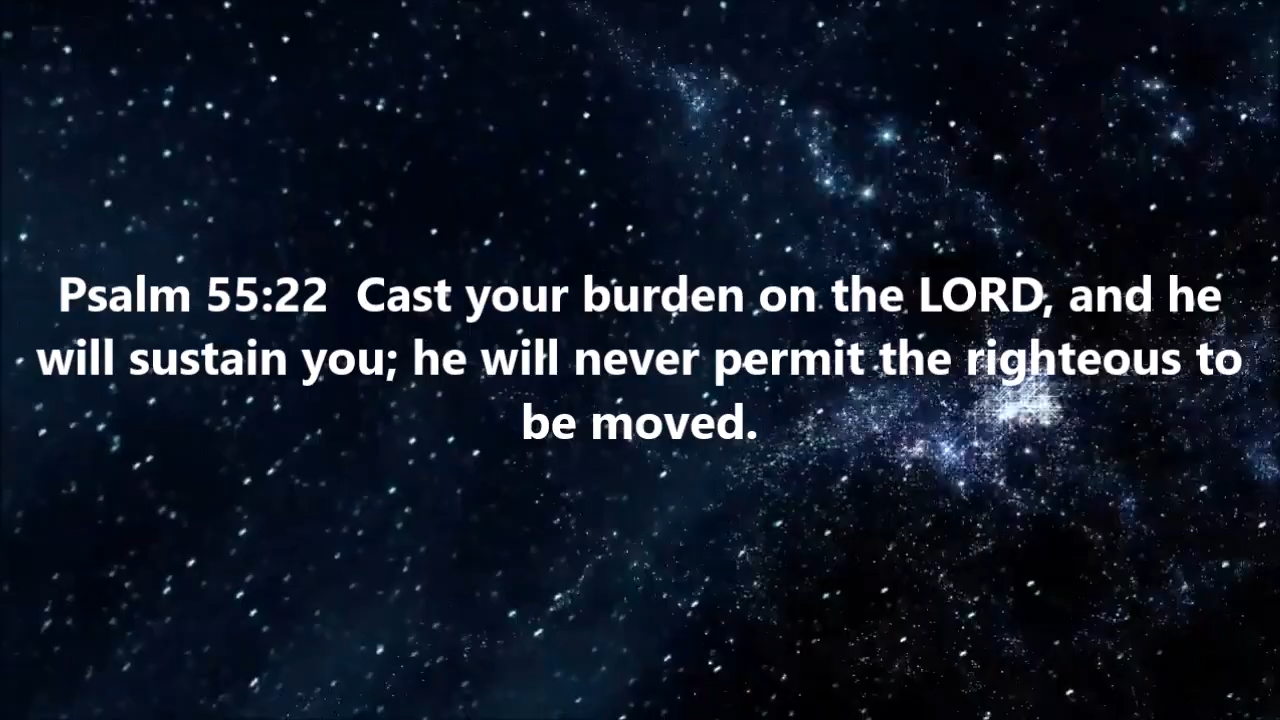 Psalm 55:22  Cast your burden on the LORD, and he
will sustain you; he will never permit the righteous to
be moved.